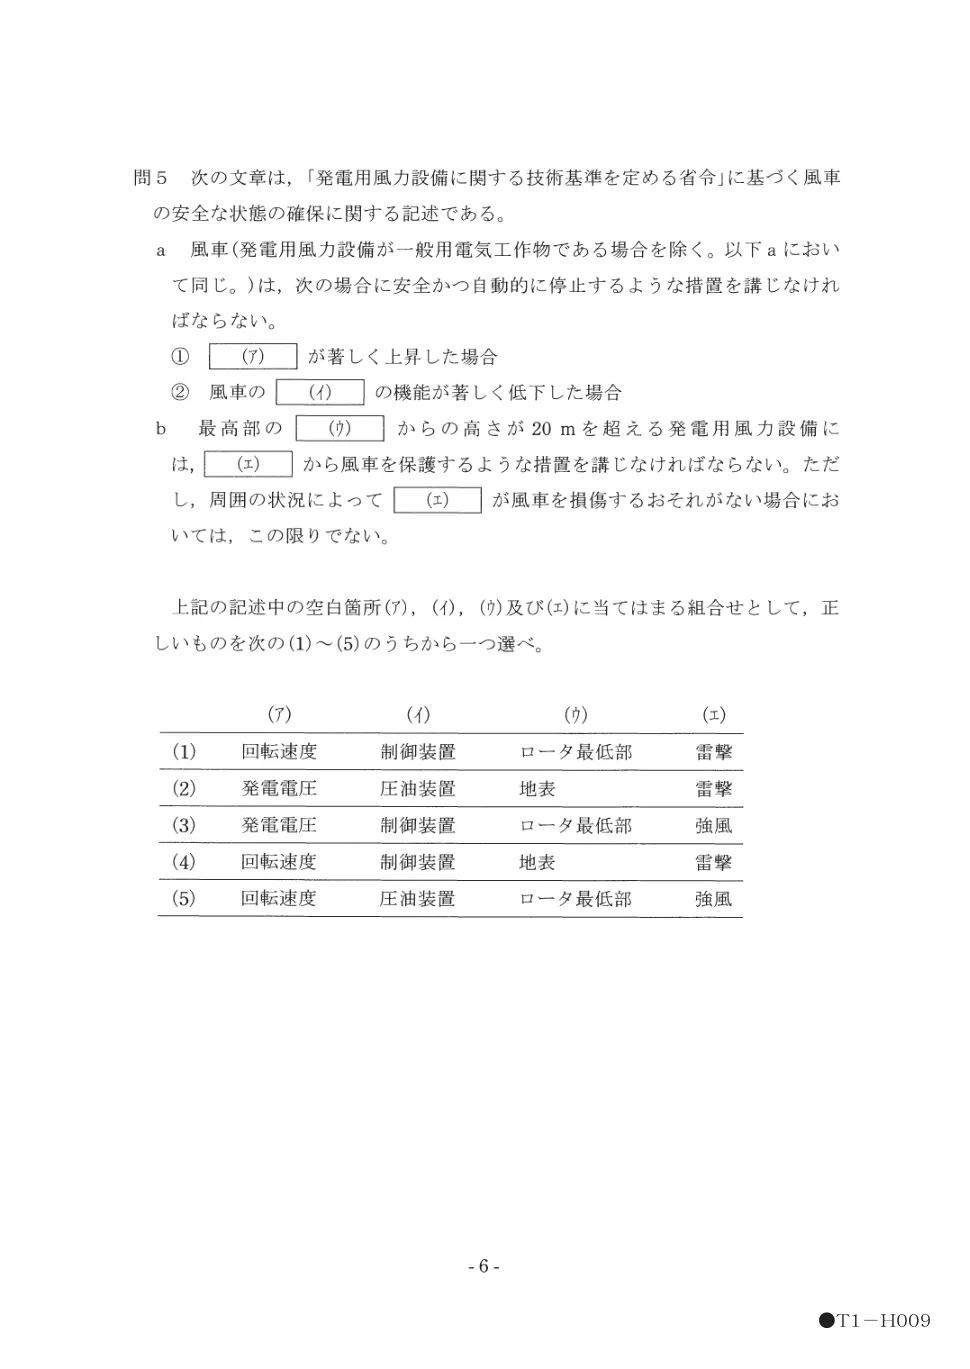 問５　次の文章は，「発電用風力設備に関する技術基準を定める省令」に基づく風車
の安全な状態の確保に関する記述である。
ａ　風車(発電用風力設備が一般用電気工作物である場合を除く。以下ａにおい
て同じ。)は，次の場合に安全かつ自動的に停止するような措置を講じなけれ
ばならない。
①　(ｱ)　が著しく上昇した場合
②　風車の　(ｲ)　の機能が著しく低下した場合
ｂ　最高部の　(ｳ)　からの高さが 20 m を超える発電用風力設備に
は，　(ｴ)　から風車を保護するような措置を講じなければならない。ただ
し，周囲の状況によって　(ｴ)　が風車を損傷するおそれがない場合にお
いては，この限りでない。
上記の記述中の空白箇所(ｱ)，(ｲ)，(ｳ)及び(ｴ)に当てはまる組合せとして，正
しいものを次の(1)～(5)のうちから一つ選べ。
(ｱ)　(ｲ)　(ｳ)　(ｴ)
(1)　回転速度　制御装置　ロータ最低部　雷撃
(2)　発電電圧　圧油装置　地表　雷撃
(3)　発電電圧　制御装置　ロータ最低部　強風
(4)　回転速度　制御装置　地表　雷撃
(5)　回転速度　圧油装置　ロータ最低部　強風
- 6 -
●T1－H009